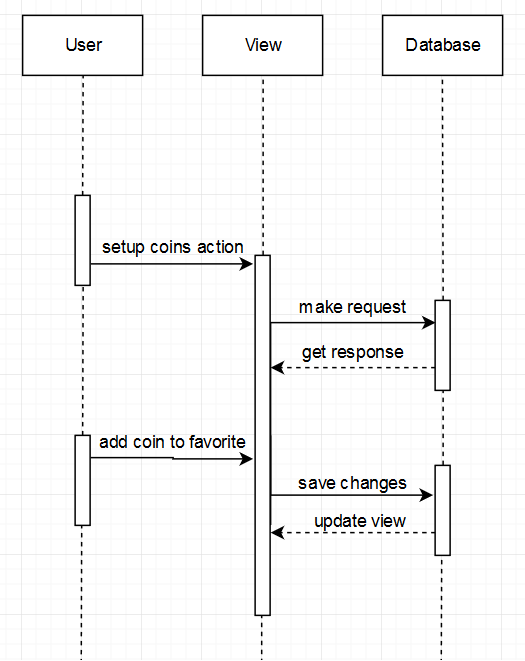 User
View
Database
setup coins action
make request
get response
add coin to favorite
save changes
update view